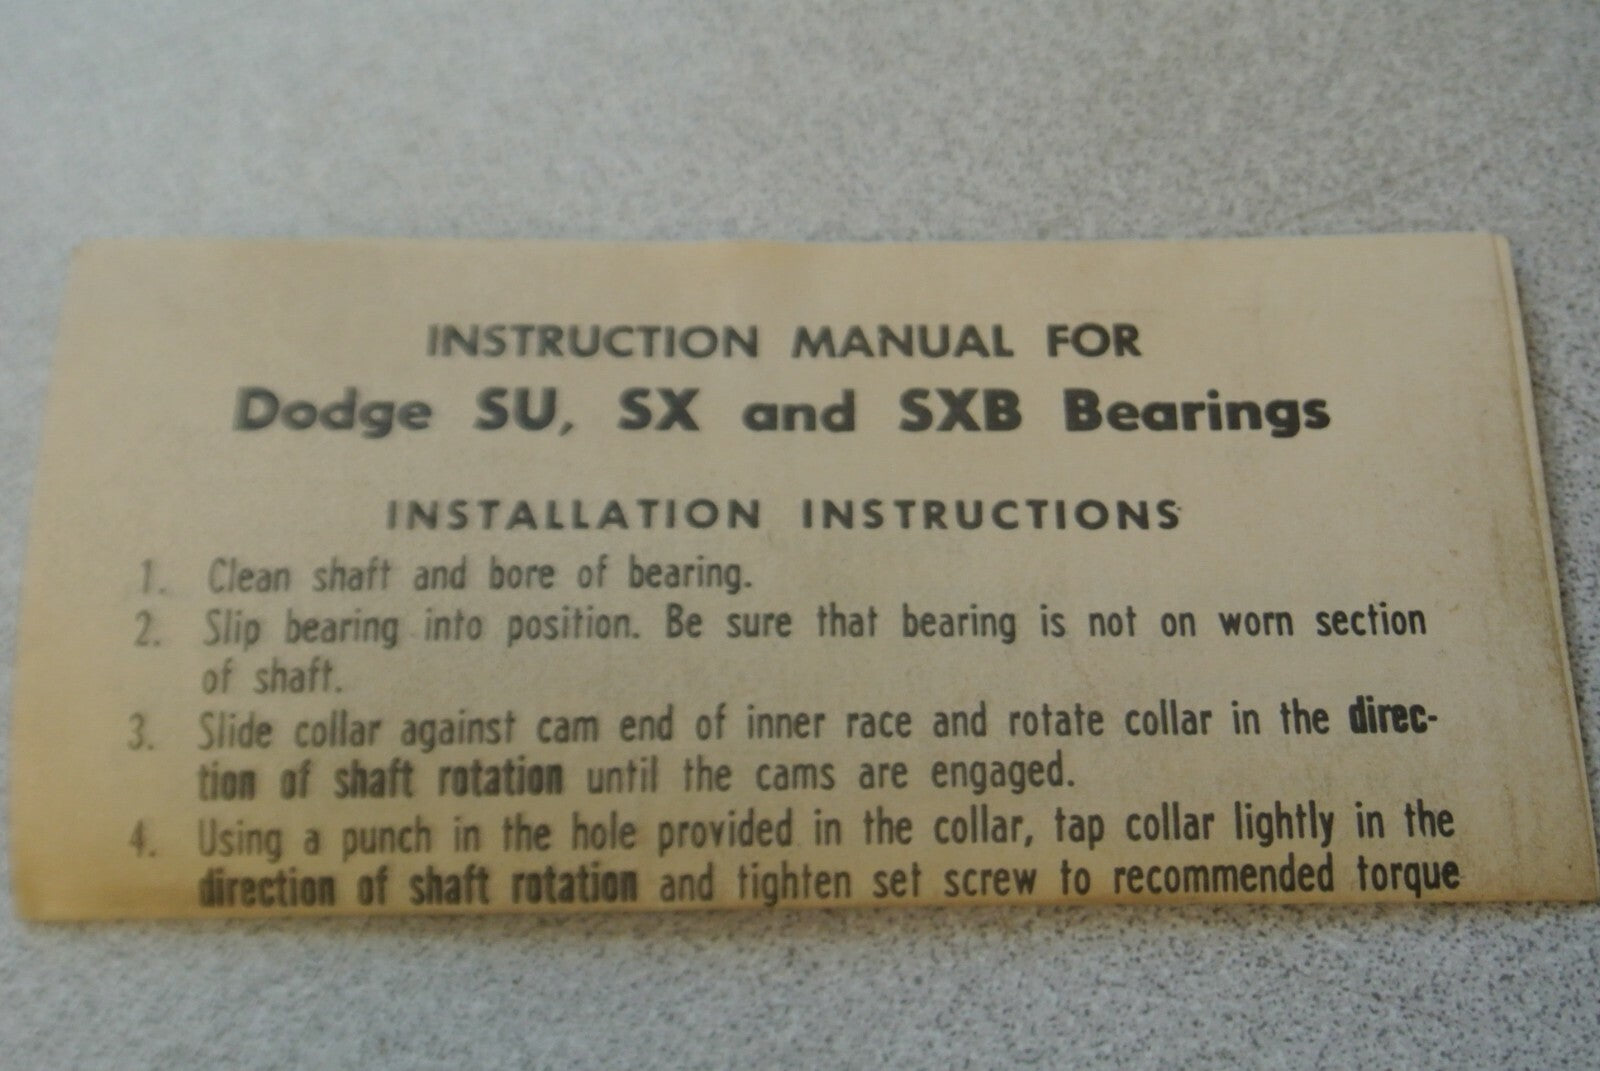 INSTRUCTION MANUAL FOR
Dodge SU, SX and SXB Bearings
INSTALLATION INSTRUCTIONS
1. Clean shaft and bore of bearing.
2. Slip bearing into position. Be sure that bearing is not on worn section
of shaft.
3. Slide collar against cam end of inner race and rotate collar in the direc-
tion of shaft rotation until the cams are engaged.
4. Using a punch in the hole provided in the collar, tap collar lightly in the
direction of shaft rotation and tighten set screw to recommended torque